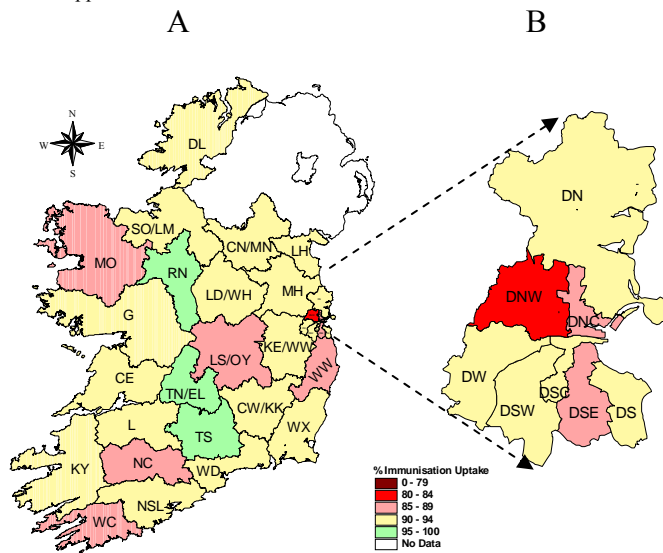 A
B
N
W E
S
DL
SO/LM
CN/MN
LH
MO
RN
LD/WH
MH
G
LS/OY
KE/WW
WW
CE
TN/EL
CW/KK
L
TS
WX
KY
NC
WD
NSL
WC
DN
DNW
DNC
DW
DSW
DSC
DSE
DS
% Immunisation Uptake
0 - 79
80 - 84
85 - 89
90 - 94
95 - 100
No Data